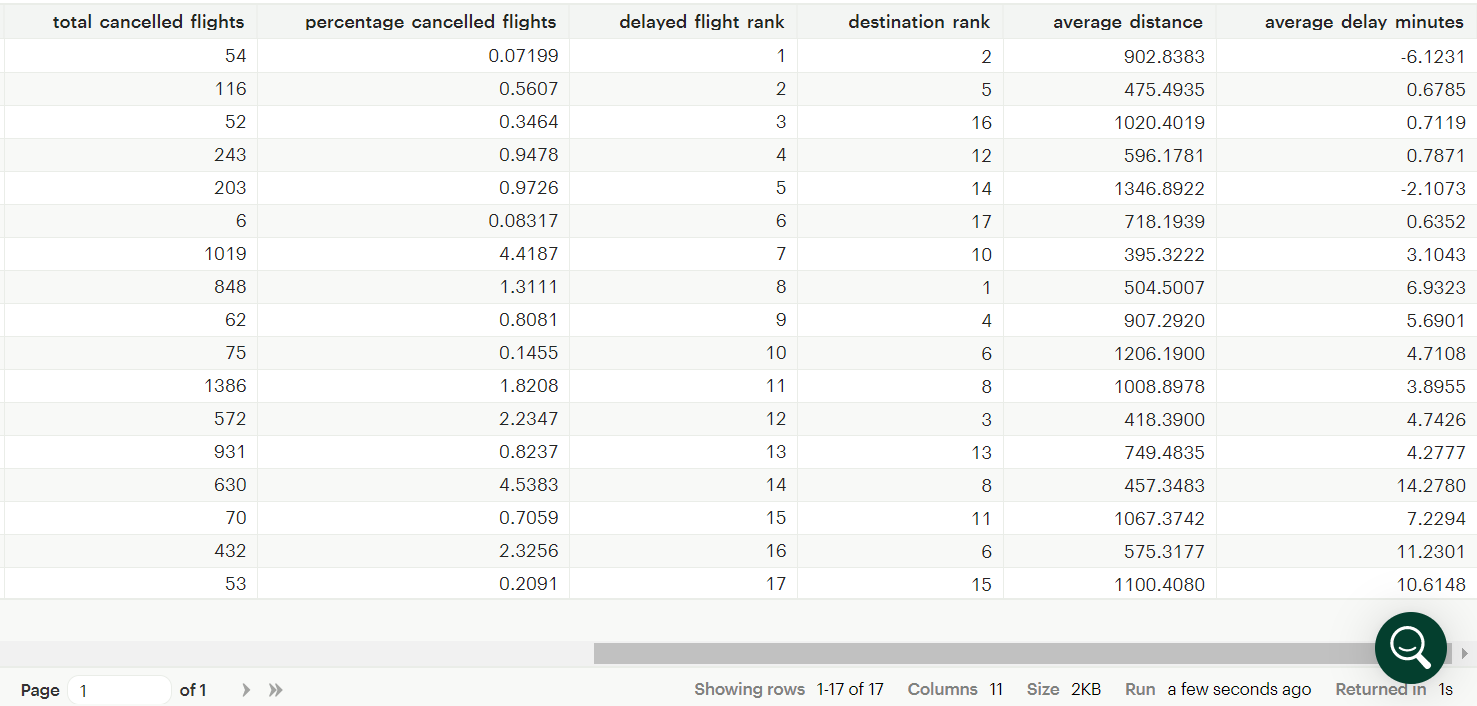 total cancelled flights percentage cancelled flights delayed flight rank destination rank average distance average delay minutes
54 0.07199 1 2 902.8383 -6.1231
116 0.5607 2 5 475.4935 0.6785
52 0.3464 3 16 1020.4019 0.7119
243 0.9478 4 12 596.1781 0.7871
203 0.9726 5 14 1346.8922 -2.1073
6 0.08317 6 17 718.1939 0.6352
1019 4.4187 7 10 395.3222 3.1043
848 1.3111 8 1 504.5007 6.9323
62 0.8081 9 4 907.2920 5.6901
75 0.1455 10 6 1206.1900 4.7108
1386 1.8208 11 8 1008.8978 3.8955
572 2.2347 12 3 418.3900 4.7426
931 0.8237 13 13 749.4835 4.2777
630 4.5383 14 8 457.3483 14.2780
70 0.7059 15 11 1067.3742 7.2294
432 2.3256 16 6 575.3177 11.2301
53 0.2091 17 15 1100.4080 10.6148
Page 1 of 1 Showing rows 1-17 of 17 Columns 11 Size 2KB Run a few seconds ago Returned in 1s